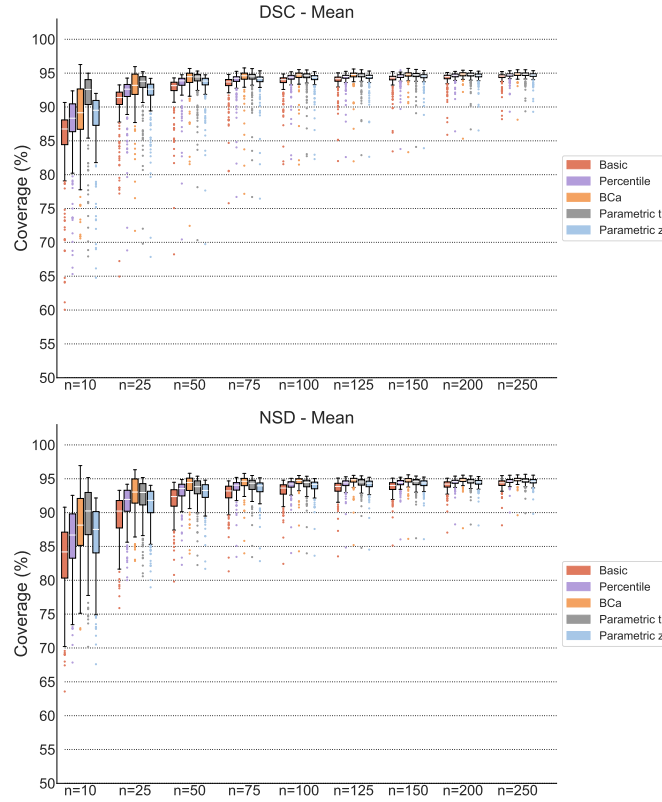 DSC - Mean
100
95
90
85
80
75
70
65
60
55
50
Coverage (%)
n=10 n=25 n=50 n=75 n=100 n=125 n=150 n=200 n=250
Basic
Percentile
BCa
Parametric t
Parametric z
NSD - Mean
100
95
90
85
80
75
70
65
60
55
50
Coverage (%)
n=10 n=25 n=50 n=75 n=100 n=125 n=150 n=200 n=250
Basic
Percentile
BCa
Parametric t
Parametric z